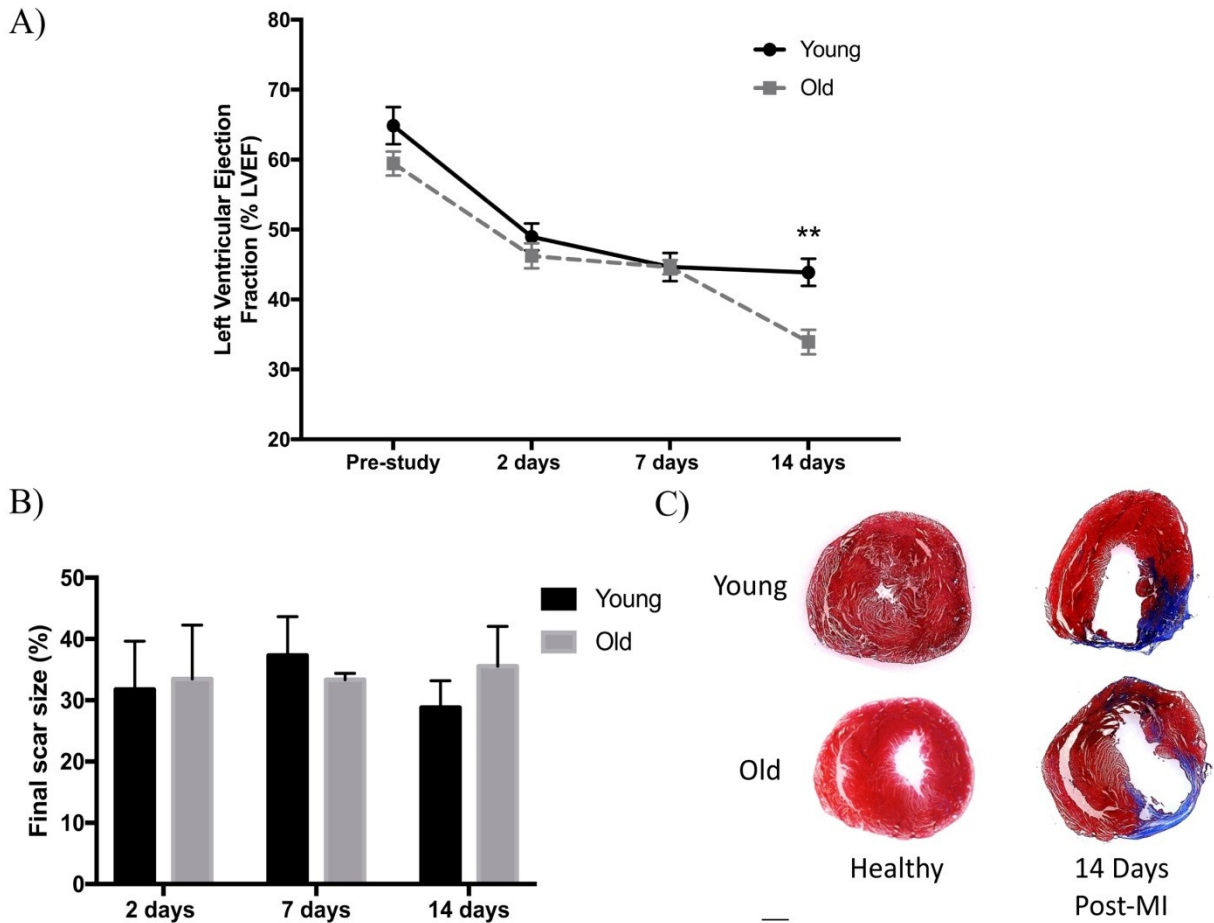 A)
80
70
60
50
40
30
20
Left Ventricular Ejection
Fraction (% LVEF)
Young
Old
**
Pre-study 2 days 7 days 14 days
B)
50
40
30
20
10
0
Final scar size (%)
Young
Old
2 days 7 days 14 days
C)
Young
Old
Healthy
14 Days
Post-MI